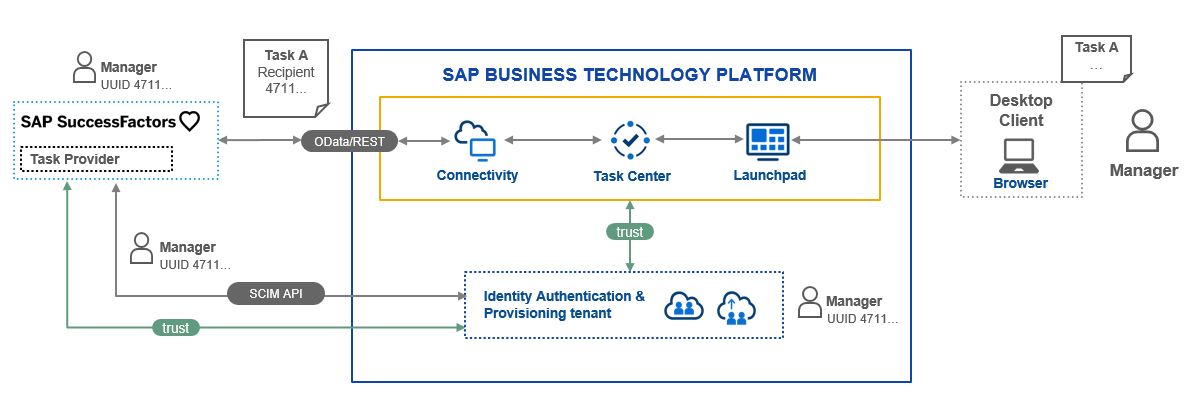 Manager
UUID 4711...
SAP SuccessFactors
Task Provider
Task A
Recipient
4711...
OData/REST
SAP BUSINESS TECHNOLOGY PLATFORM
Connectivity
Task Center
Launchpad
Task A
...
Desktop
Client
Browser
Manager
Manager
UUID 4711...
SCIM API
trust
trust
Identity Authentication &
Provisioning tenant
Manager
UUID 4711...